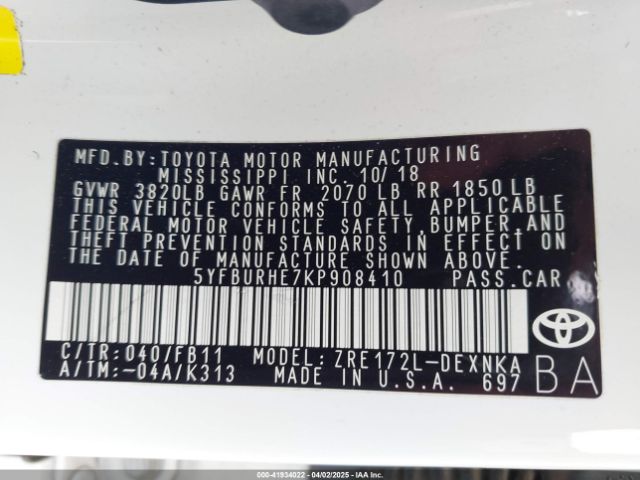 MFD. BY: TOYOTA MOTOR MANUFACTURING
MISSISSIPPI INC. 10/18
GVWR 3820LB GAWR FR 2070 LB RR 1850 LB
THIS VEHICLE CONFORMS TO ALL APPLICABLE
FEDERAL MOTOR VEHICLE SAFETY, BUMPER, AND
THEFT PREVENTION STANDARDS IN EFFECT ON
THE DATE OF MANUFACTURE SHOWN ABOVE.
5YFBURHE7KP908410 PASS. CAR
C/TR: 040/FB11 MODEL: ZRE172L-DEXNKA
A/TM:-04A/K313 MADE IN U.S.A. 697
BA
000-41934022 - 04/02/2025 - IAAI.COM